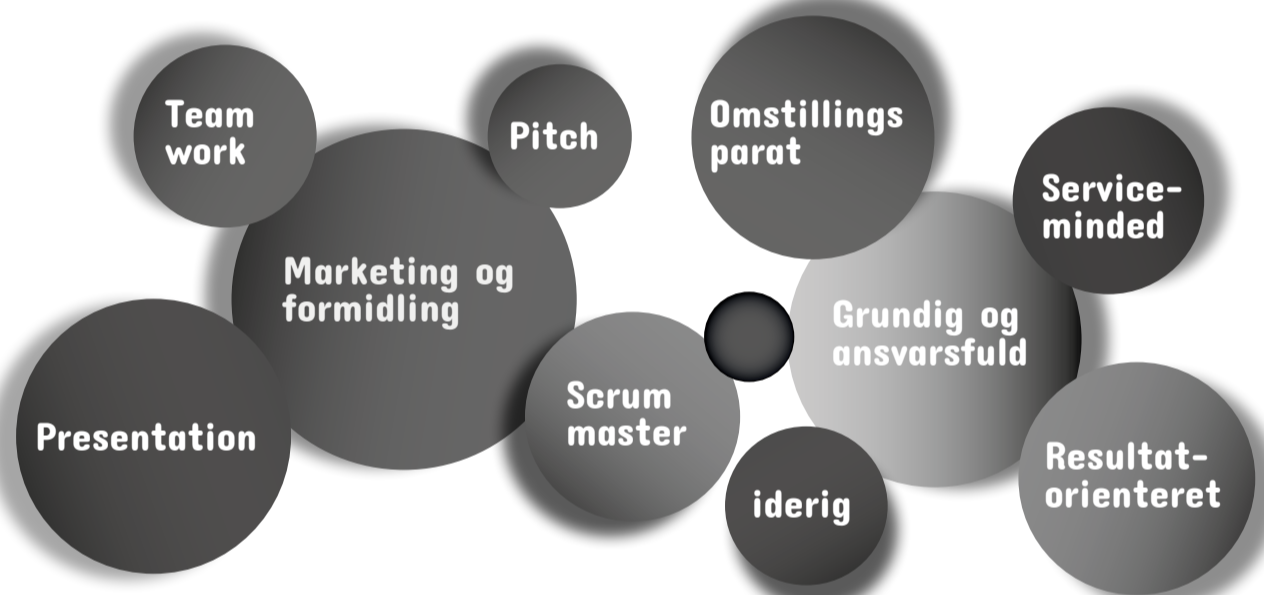 Team
work
Pitch
Omstillings
parat
Service-
minded
Marketing og
formidling
Grundig og
ansvarsfuld
Presentation
Scrum
master
iderig
Resultat-
orienteret